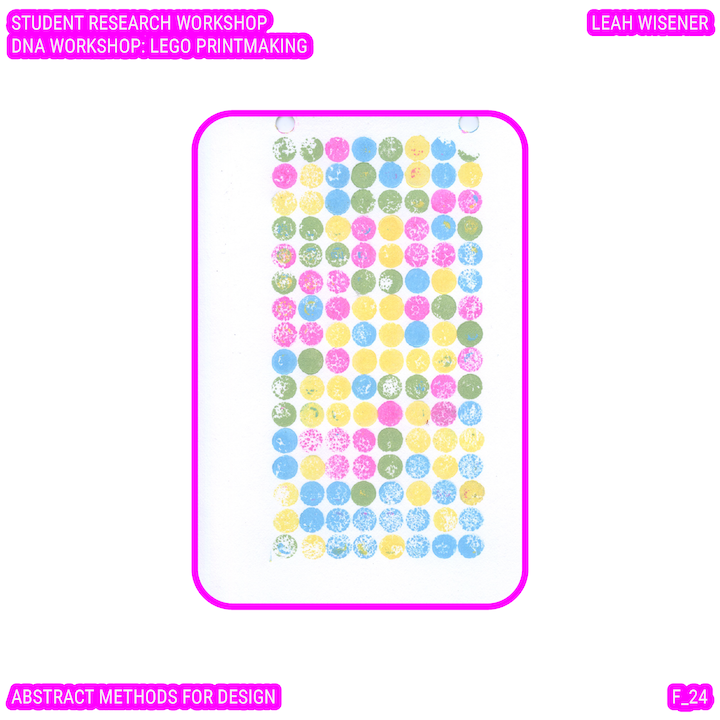 STUDENT RESEARCH WORKSHOP
DNA WORKSHOP: LEGO PRINTMAKING
LEAH WISENER
ABSTRACT METHODS FOR DESIGN
F_24